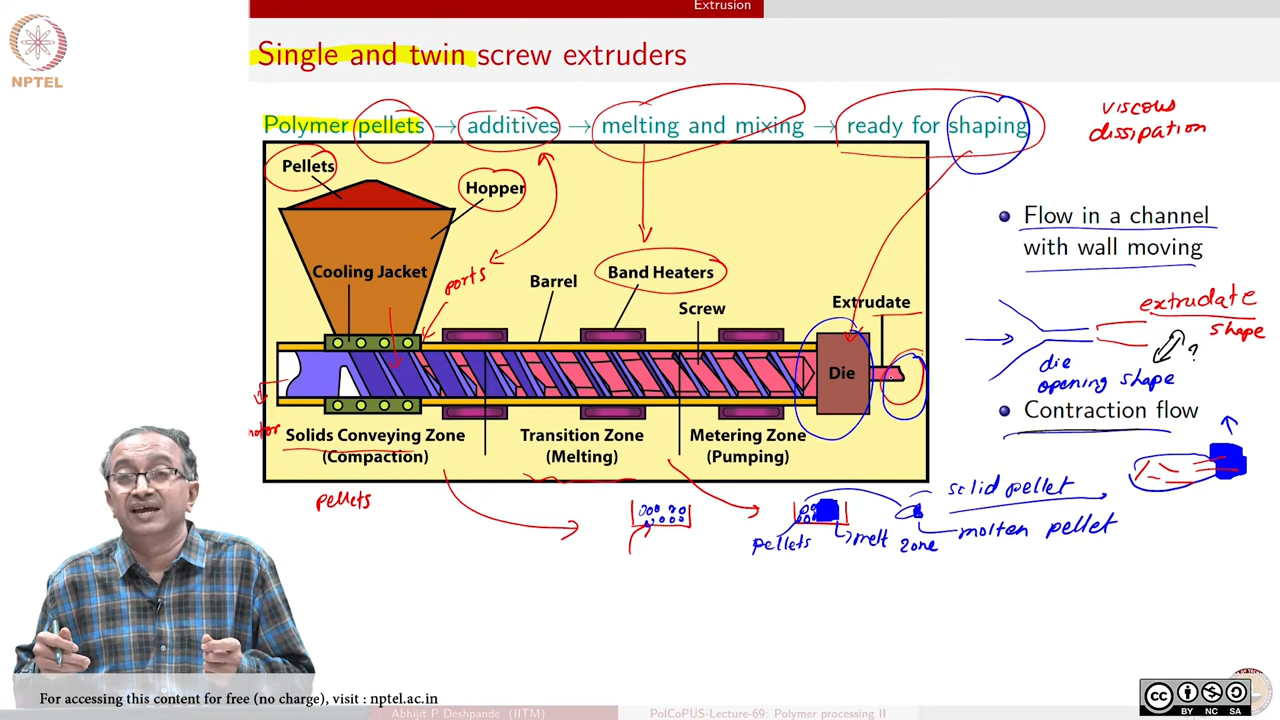 Extrusion
NPTEL
Single and twin screw extruders
Polymer pellets → additives → melting and mixing → ready for shaping
viscous
dissipation
Pellets
Hopper
Cooling Jacket
ports
Barrel
Band Heaters
Screw
Extrudate
Die
motor
Solids Conveying Zone
(Compaction)
Transition Zone
(Melting)
Metering Zone
(Pumping)
pellets
Flow in a channel
with wall moving
extrudate
shape
?
die
opening shape
Contraction flow
solid pellet
molten pellet
pellets
melt zone
For accessing this content for free (no charge), visit : nptel.ac.in
Abhijit P Deshpande (IITM)
PolCoPUS-Lecture-69: Polymer processing II
CC BY NC SA